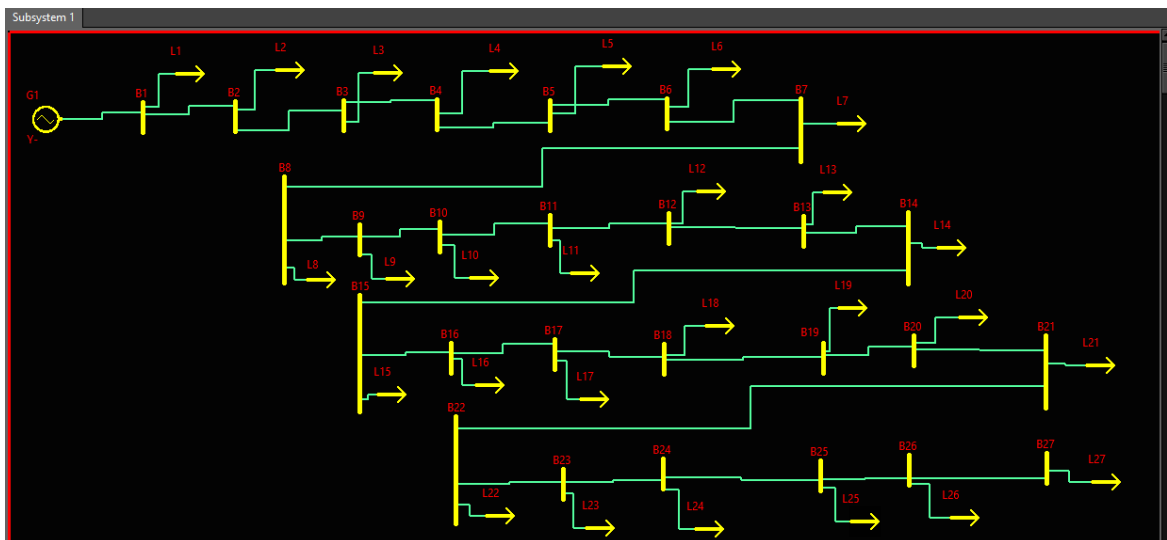 Subsystem 1
L1
L2
L3
L4
L5
L6
G1
B1
B2
B3
B4
B5
B6
B7
L7
Y-
B8
L12
L13
B9
B10
B11
B12
B13
B14
L14
L8
L9
L10
L11
B15
L18
L19
L20
B16
B17
B18
B19
B20
B21
L15
L16
L17
L21
B22
B23
B24
B25
B26
B27
L22
L23
L24
L25
L26
L27